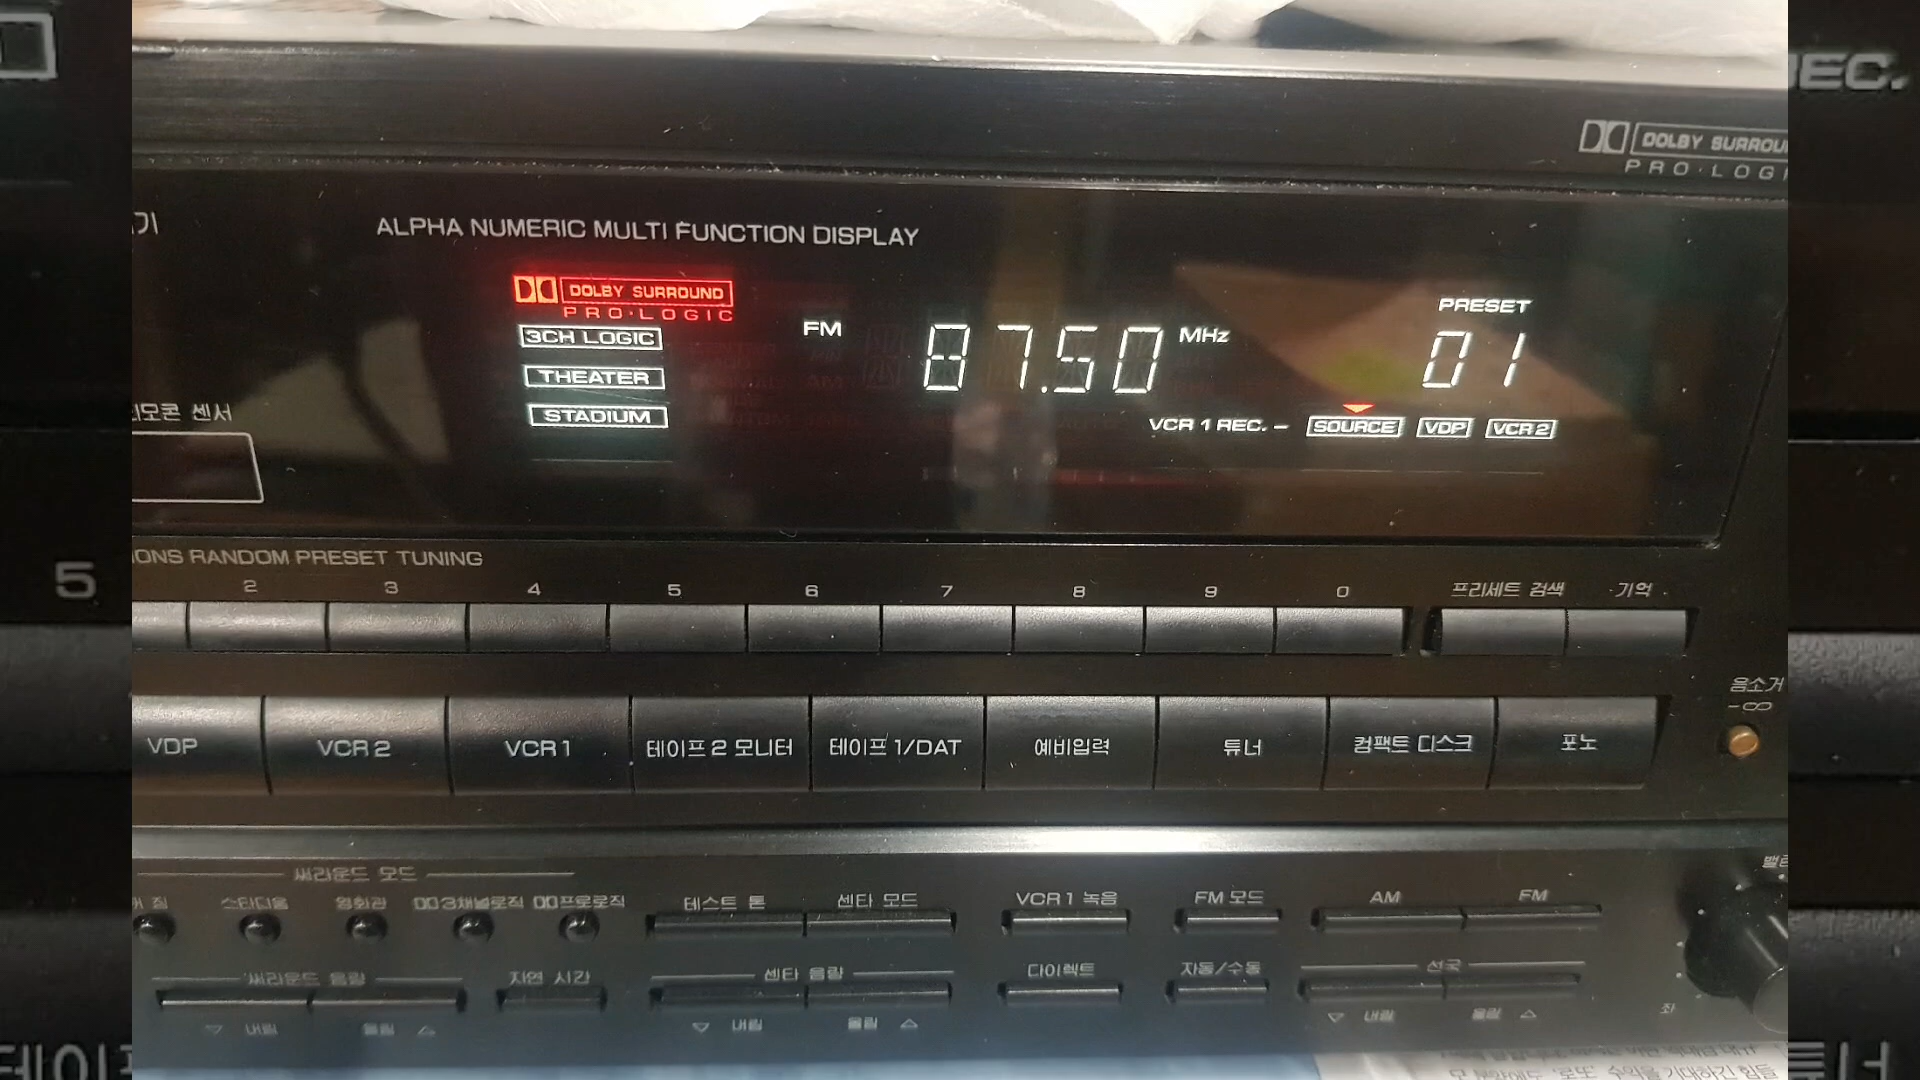 DOLBY SURROU
PRO·LOGI
ALPHA NUMERIC MULTI FUNCTION DISPLAY
DOLBY SURROUND
PRO·LOGIC
3CH LOGIC
THEATER
STADIUM
FM 87.50 MHz
PRESET
01
VCR 1 REC. – SOURCE VDP VCR 2
리모콘 센서
IONS RANDOM PRESET TUNING
2 3 4 5 6 7 8 9 0 프리세트 검색 기억
음소거
-∞
VDP VCR 2 VCR 1 테이프 2 모니터 테이프 1/DAT 예비입력 튜너 컴팩트 디스크 포노
써라운드 모드
스타디움 영화관 3채널로직 프로로직 테스트 톤 센타 모드 VCR 1 녹음 FM 모드 AM FM
써라운드 음량 지연 시간 센타 음량 다이렉트 자동/수동 선국
▽ 내림 올림 △ ▽ 내림 올림 △ ▽ 내림 올림 △
좌
EC.
5
테이프
튜너